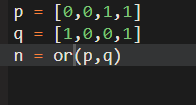 p = [0,0,1,1]
q = [1,0,0,1]
n = or(p,q)